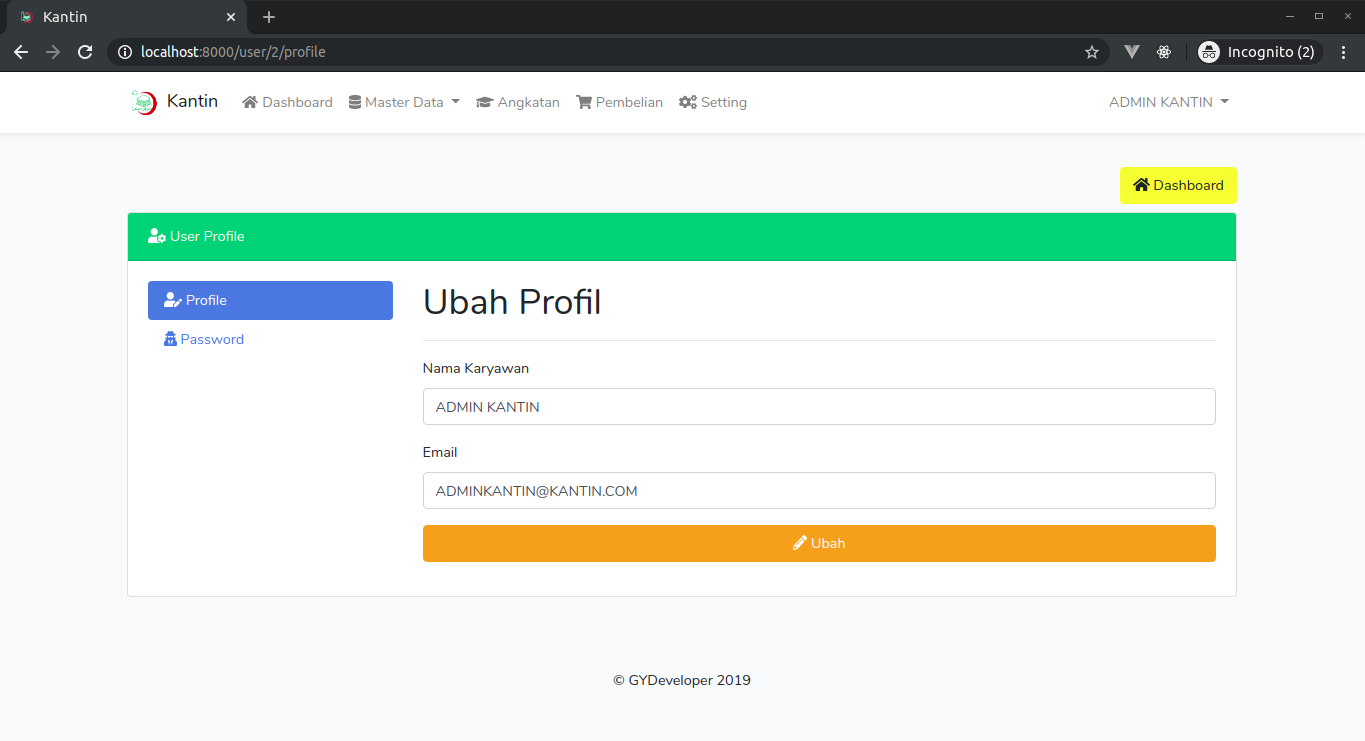 Kantin
localhost:8000/user/2/profile
Incognito (2)
Kantin Dashboard Master Data Angkatan Pembelian Setting ADMIN KANTIN
Dashboard
User Profile
Profile
Password
Ubah Profil
Nama Karyawan
ADMIN KANTIN
Email
ADMINKANTIN@KANTIN.COM
Ubah
© GYDeveloper 2019